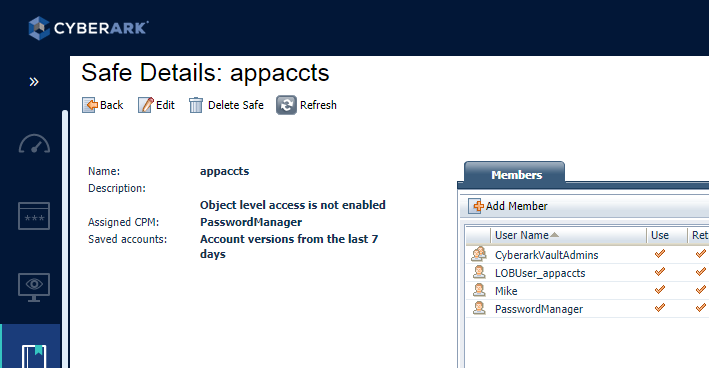 CYBERARK®
»
Safe Details: appaccts
Back Edit Delete Safe Refresh
Name: appaccts
Description:
Object level access is not enabled
Assigned CPM: PasswordManager
Saved accounts: Account versions from the last 7
days
Members
Add Member
User Name Use Ret
CyberarkVaultAdmins
LOBUser_appaccts
Mike
PasswordManager
***